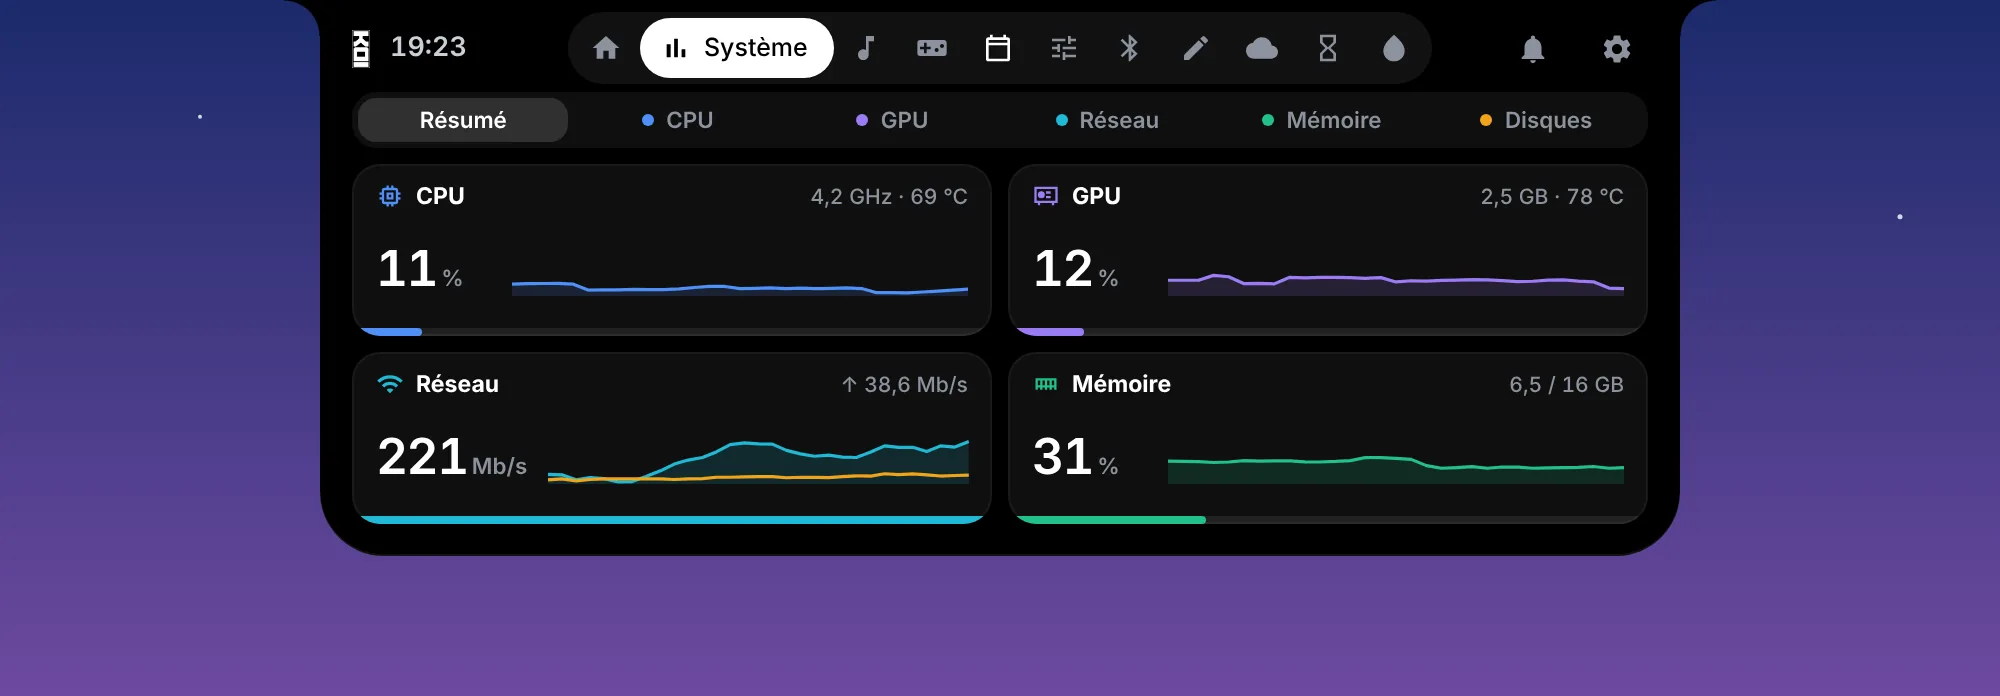 19:23
Système
Résumé
CPU
GPU
Réseau
Mémoire
Disques
CPU
4,2 GHz · 69 °C
11 %
GPU
2,5 GB · 78 °C
12 %
Réseau
↑ 38,6 Mb/s
221 Mb/s
Mémoire
6,5 / 16 GB
31 %